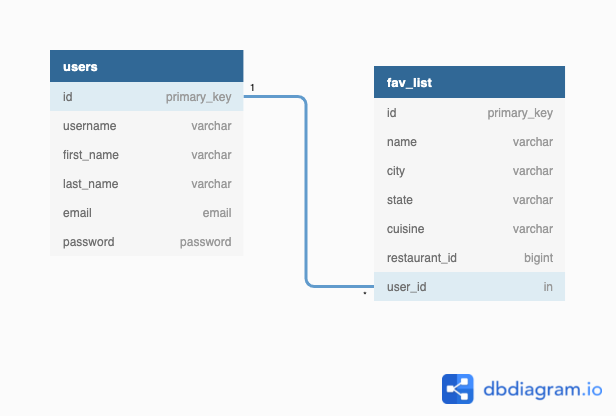 users
id primary_key
username varchar
first_name varchar
last_name varchar
email email
password password
1
fav_list
id primary_key
name varchar
city varchar
state varchar
cuisine varchar
restaurant_id bigint
user_id in
*
dbdiagram.io